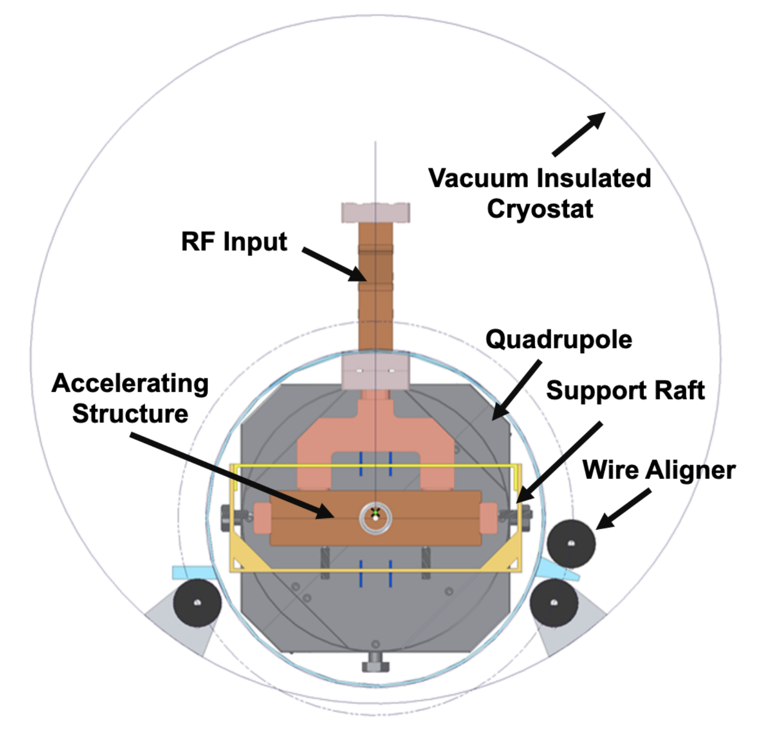 Vacuum Insulated
Cryostat
RF Input
Quadrupole
Accelerating
Structure
Support Raft
Wire Aligner